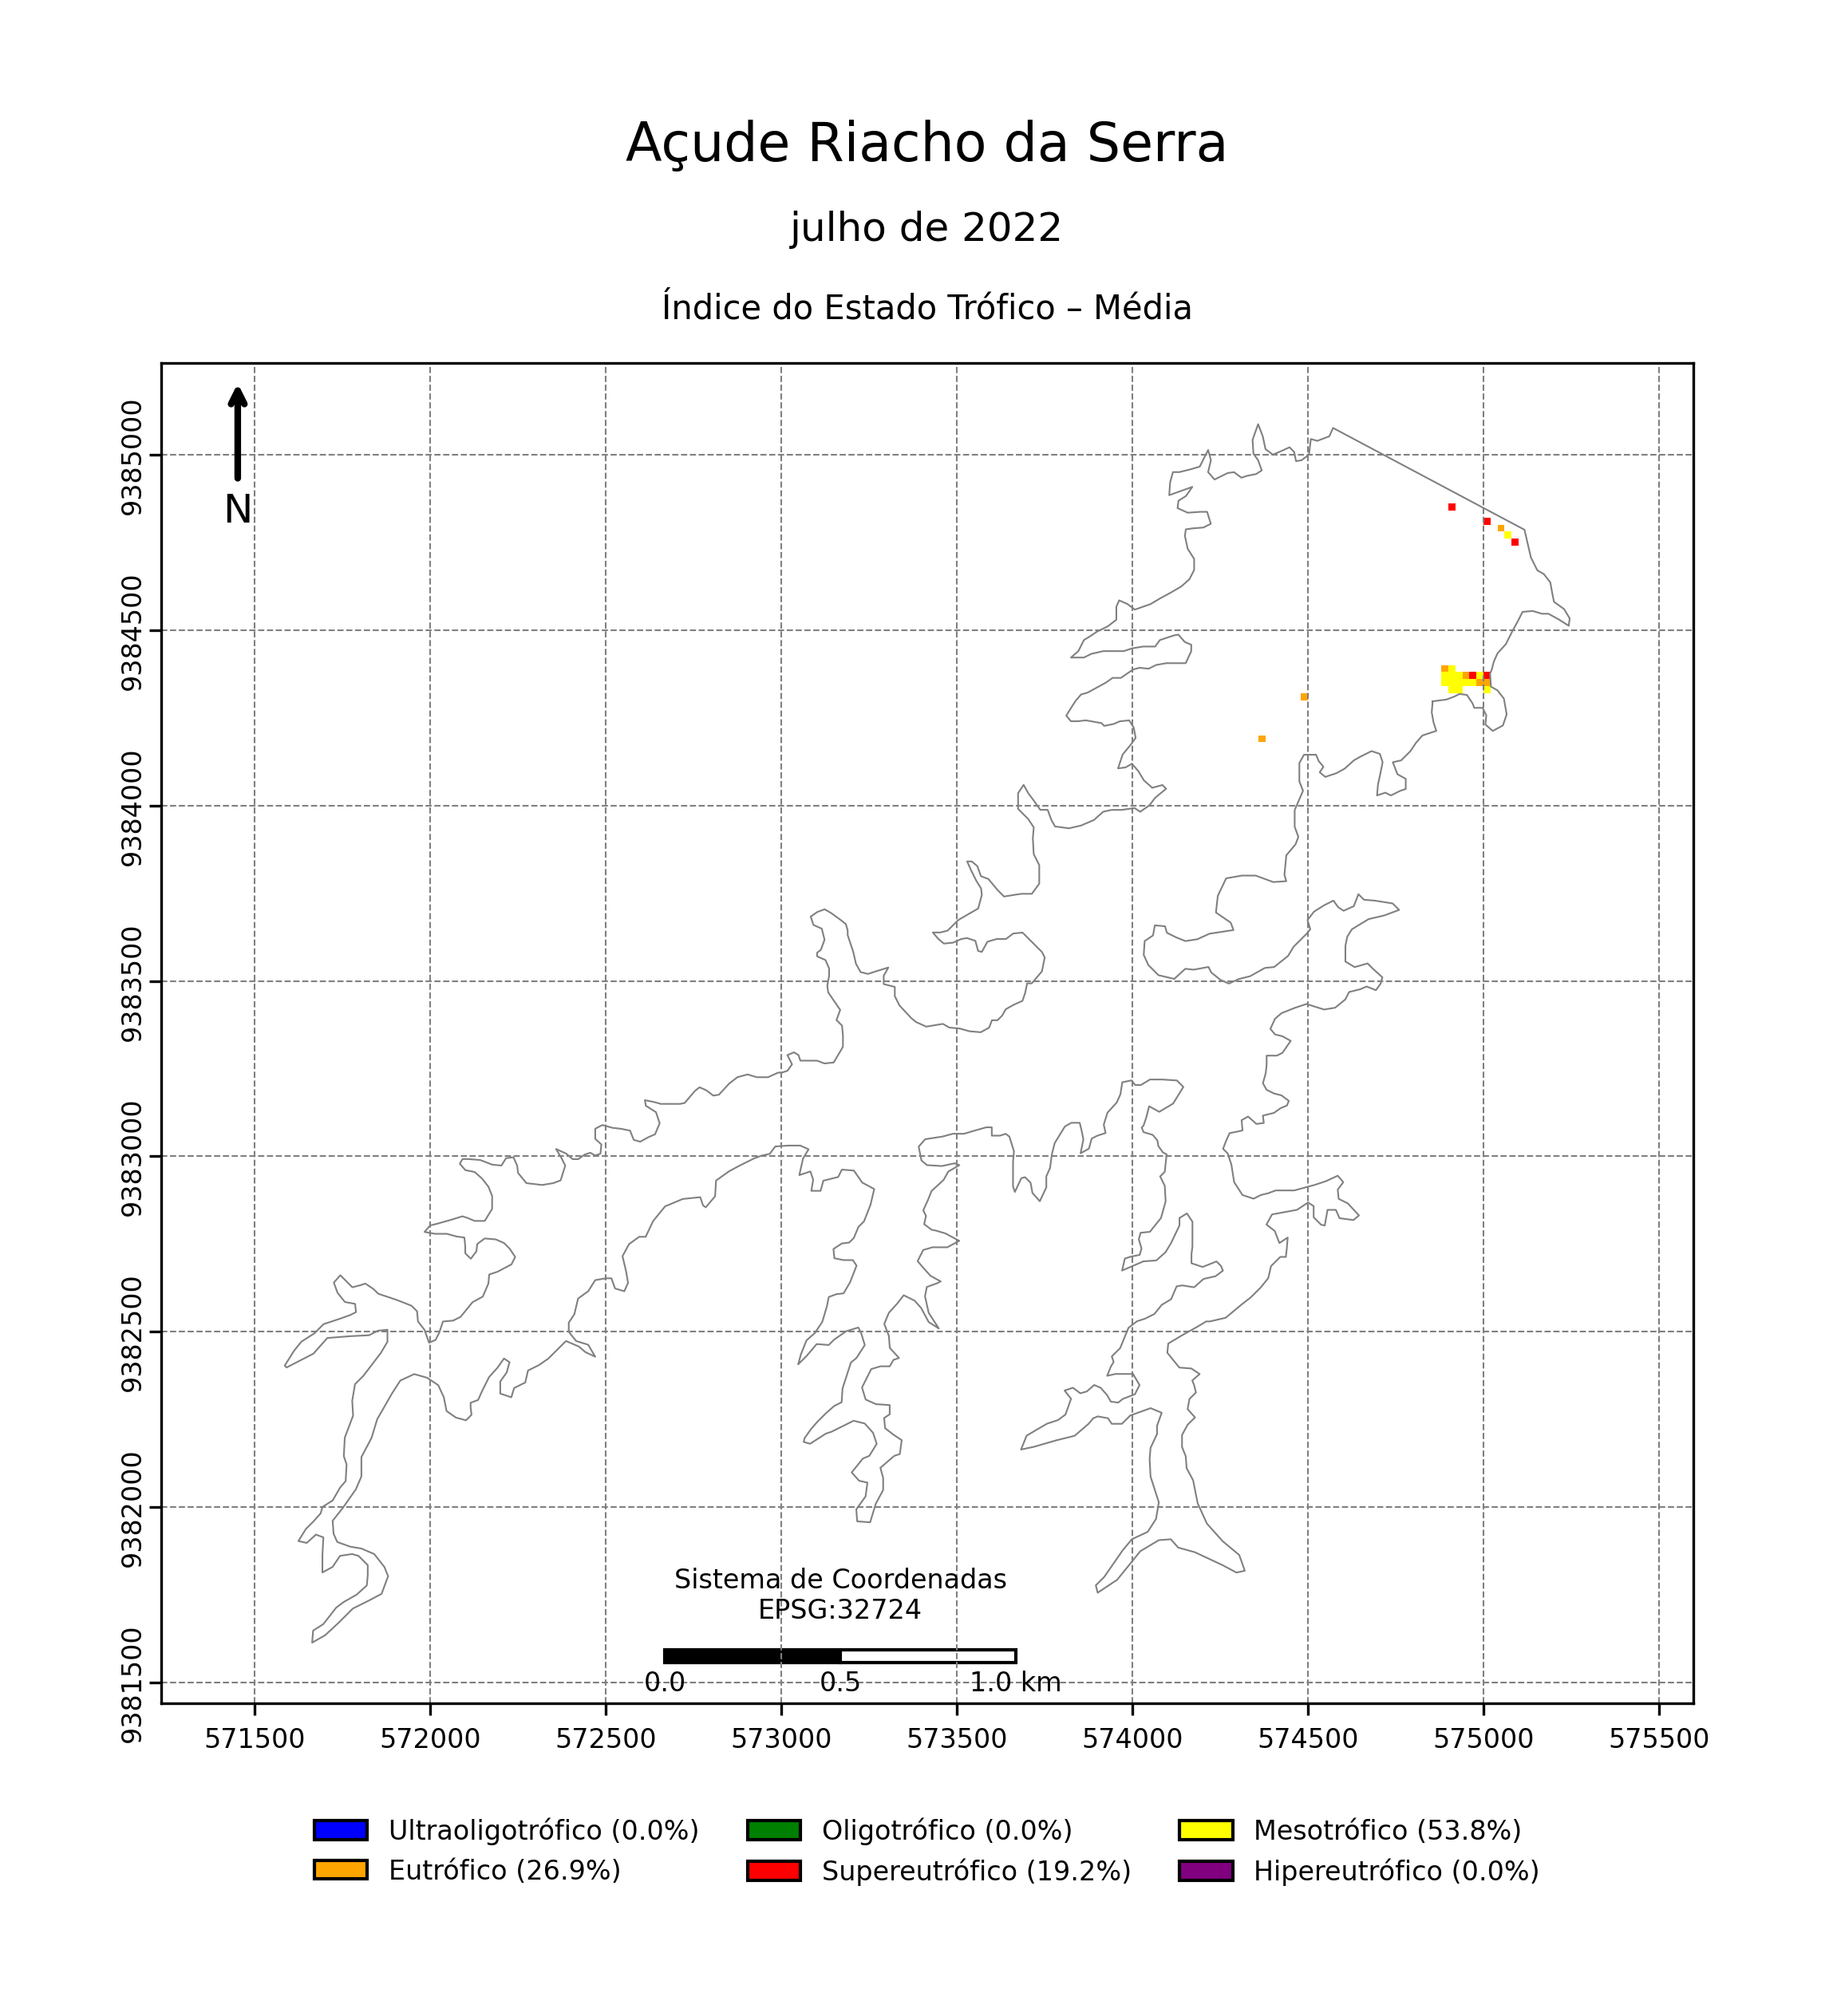 Açude Riacho da Serra
julho de 2022
Índice do Estado Trófico – Média
N
9385000
9384500
9384000
9383500
9383000
9382500
9382000
9381500
Sistema de Coordenadas
EPSG:32724
0.0 0.5 1.0 km
571500 572000 572500 573000 573500 574000 574500 575000 575500
Ultraoligotrófico (0.0%) Oligotrófico (0.0%) Mesotrófico (53.8%)
Eutrófico (26.9%) Supereutrófico (19.2%) Hipereutrófico (0.0%)